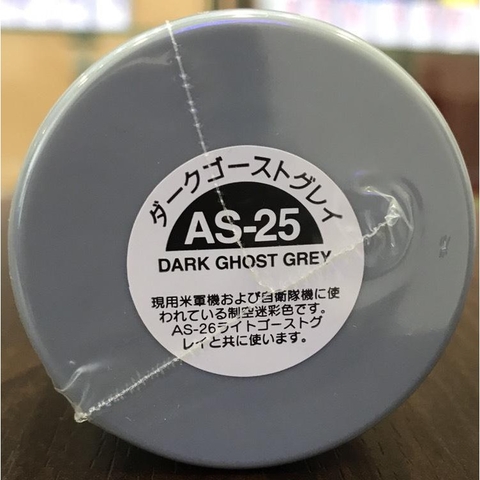 ダークゴーストグレイ
AS-25
DARK GHOST GREY
現用米軍機および自衛隊機に使
われている制空迷彩色です。
AS-26ライトゴーストグ
レイと共に使います。